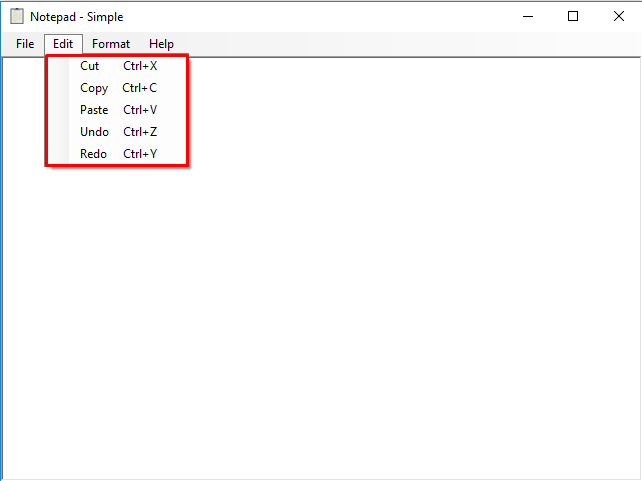 Notepad - Simple
File Edit Format Help
Cut Ctrl+X
Copy Ctrl+C
Paste Ctrl+V
Undo Ctrl+Z
Redo Ctrl+Y